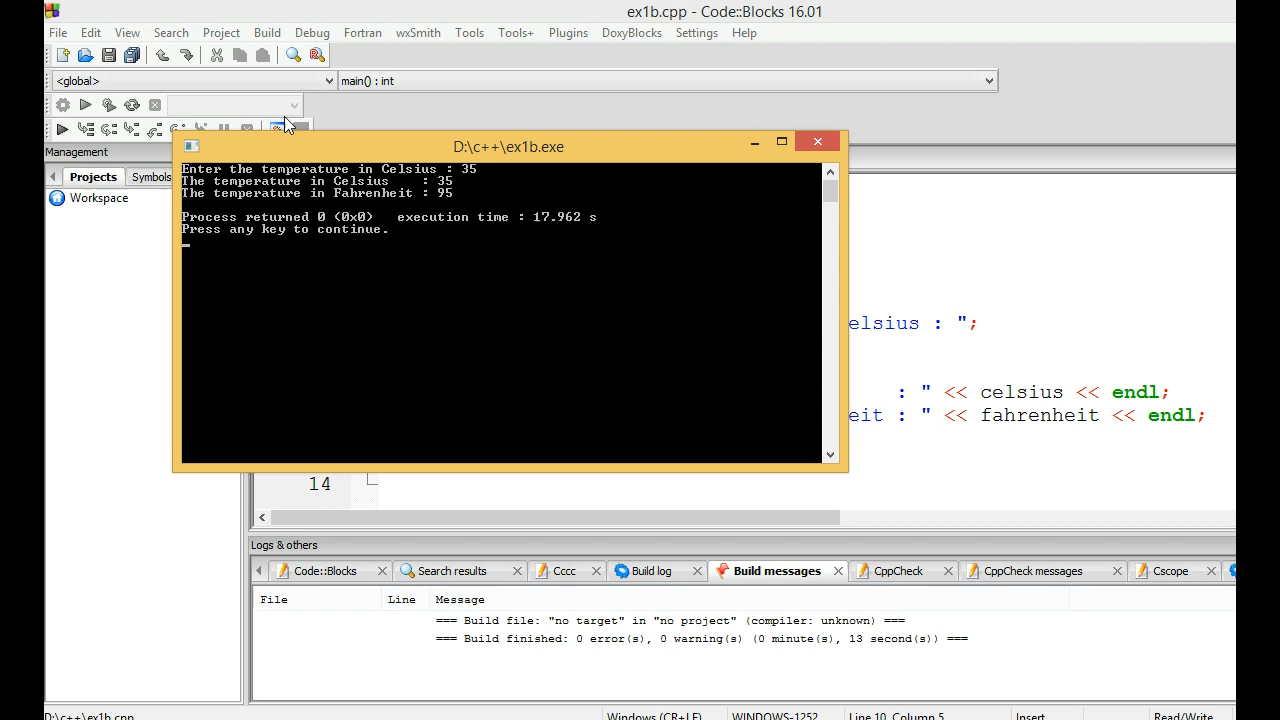 ex1b.cpp - Code::Blocks 16.01
File Edit View Search Project Build Debug Fortran wxSmith Tools Tools+ Plugins DoxyBlocks Settings Help
<global> main() : int
D:\c++\ex1b.exe
Management
Projects Symbols
Workspace
Enter the temperature in Celsius : 35
The temperature in Celsius    : 35
The temperature in Fahrenheit : 95
Process returned 0 (0x0)   execution time : 17.962 s
Press any key to continue.
elsius : ";
: " << celsius << endl;
eit : " << fahrenheit << endl;
14
Logs & others
Code::Blocks Search results Cccc Build log Build messages CppCheck CppCheck messages Cscope
File Line Message
=== Build file: "no target" in "no project" (compiler: unknown) ===
=== Build finished: 0 error(s), 0 warning(s) (0 minute(s), 13 second(s)) ===
D:\c++\ex1b.cpp Windows (CR+LF) WINDOWS-1252 Line 10, Column 5 Insert Read/Write